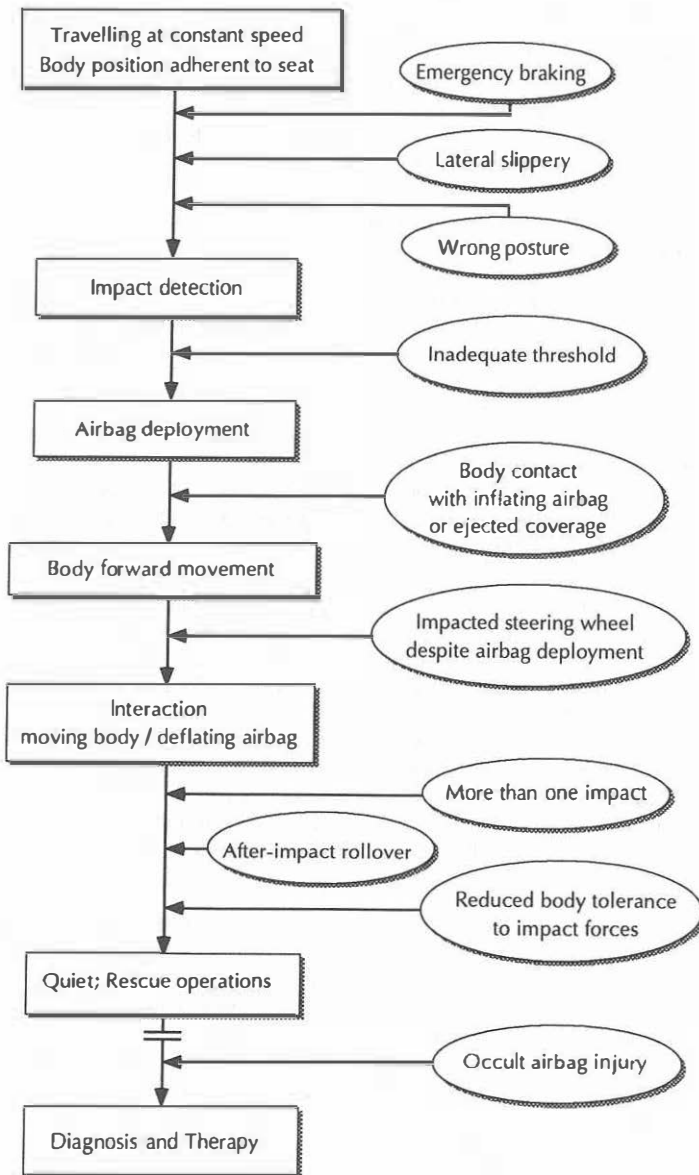 Travelling at constant speed
Body position adherent to seat
Emergency braking
Lateral slippery
Wrong posture
Impact detection
Inadequate threshold
Airbag deployment
Body contact
with inflating airbag
or ejected coverage
Body forward movement
Impacted steering wheel
despite airbag deployment
Interaction
moving body / deflating airbag
More than one impact
After-impact rollover
Reduced body tolerance
to impact forces
Quiet; Rescue operations
Occult airbag injury
Diagnosis and Therapy